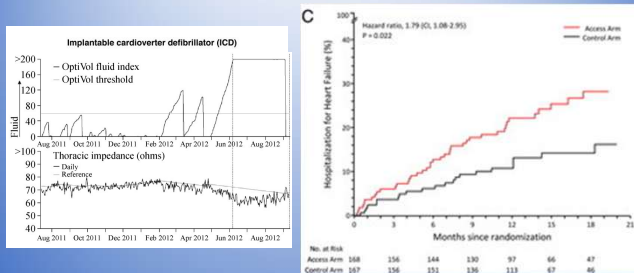 Implantable cardioverter defibrillator (ICD)
>200
160
120
80
40
0
Fluid
OptiVol fluid index
OptiVol threshold
Aug 2011 Oct 2011 Dec 2011 Feb 2012 Apr 2012 Jun 2012 Aug 2012
>100
90
80
70
60
50
40
Thoracic impedance (ohms)
Daily
Reference
Aug 2011 Oct 2011 Dec 2011 Feb 2012 Apr 2012 Jun 2012 Aug 2012
C
Hospitalization for Heart Failure (%)
100
40
30
20
10
0
Hazard ratio, 1.79 (CI, 1.08-2.95)
P = 0.022
Access Arm
Control Arm
0 3 6 9 12 15 18 21
Months since randomization
No. at Risk
Access Arm 168 156 144 130 97 66 47
Control Arm 167 156 151 136 113 67 46